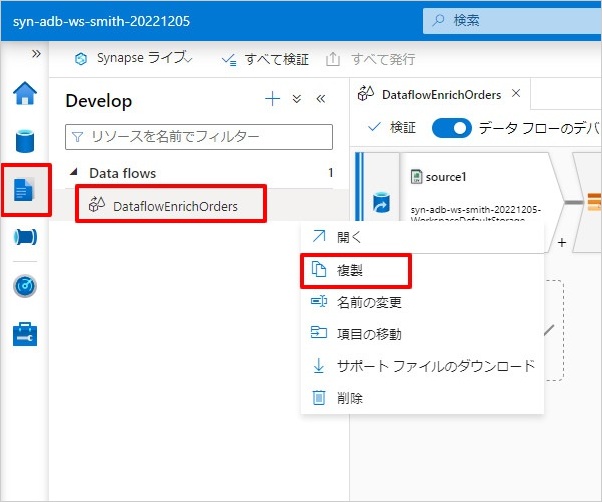 syn-adb-ws-smith-20221205
検索
Synapse ライブ
すべて検証
すべて発行
Develop
リソースを名前でフィルター
Data flows
1
DataflowEnrichOrders
DataflowEnrichOrders
検証
データ フローのデバ
source1
syn-adb-ws-smith-20221205-
WorkspaceDefaultStorage
開く
複製
名前の変更
項目の移動
サポート ファイルのダウンロード
削除